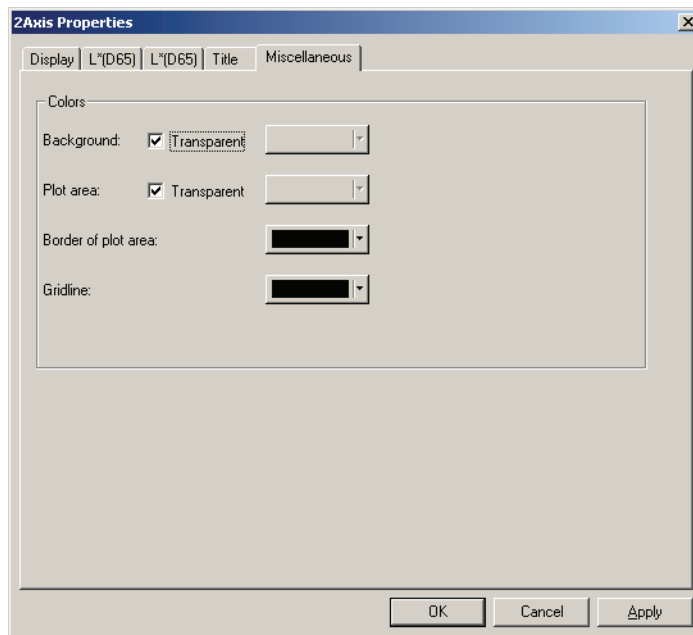 2Axis Properties
Display L*(D65) L*(D65) Title Miscellaneous
Colors
Background: Transparent
Plot area: Transparent
Border of plot area:
Gridline:
OK Cancel Apply